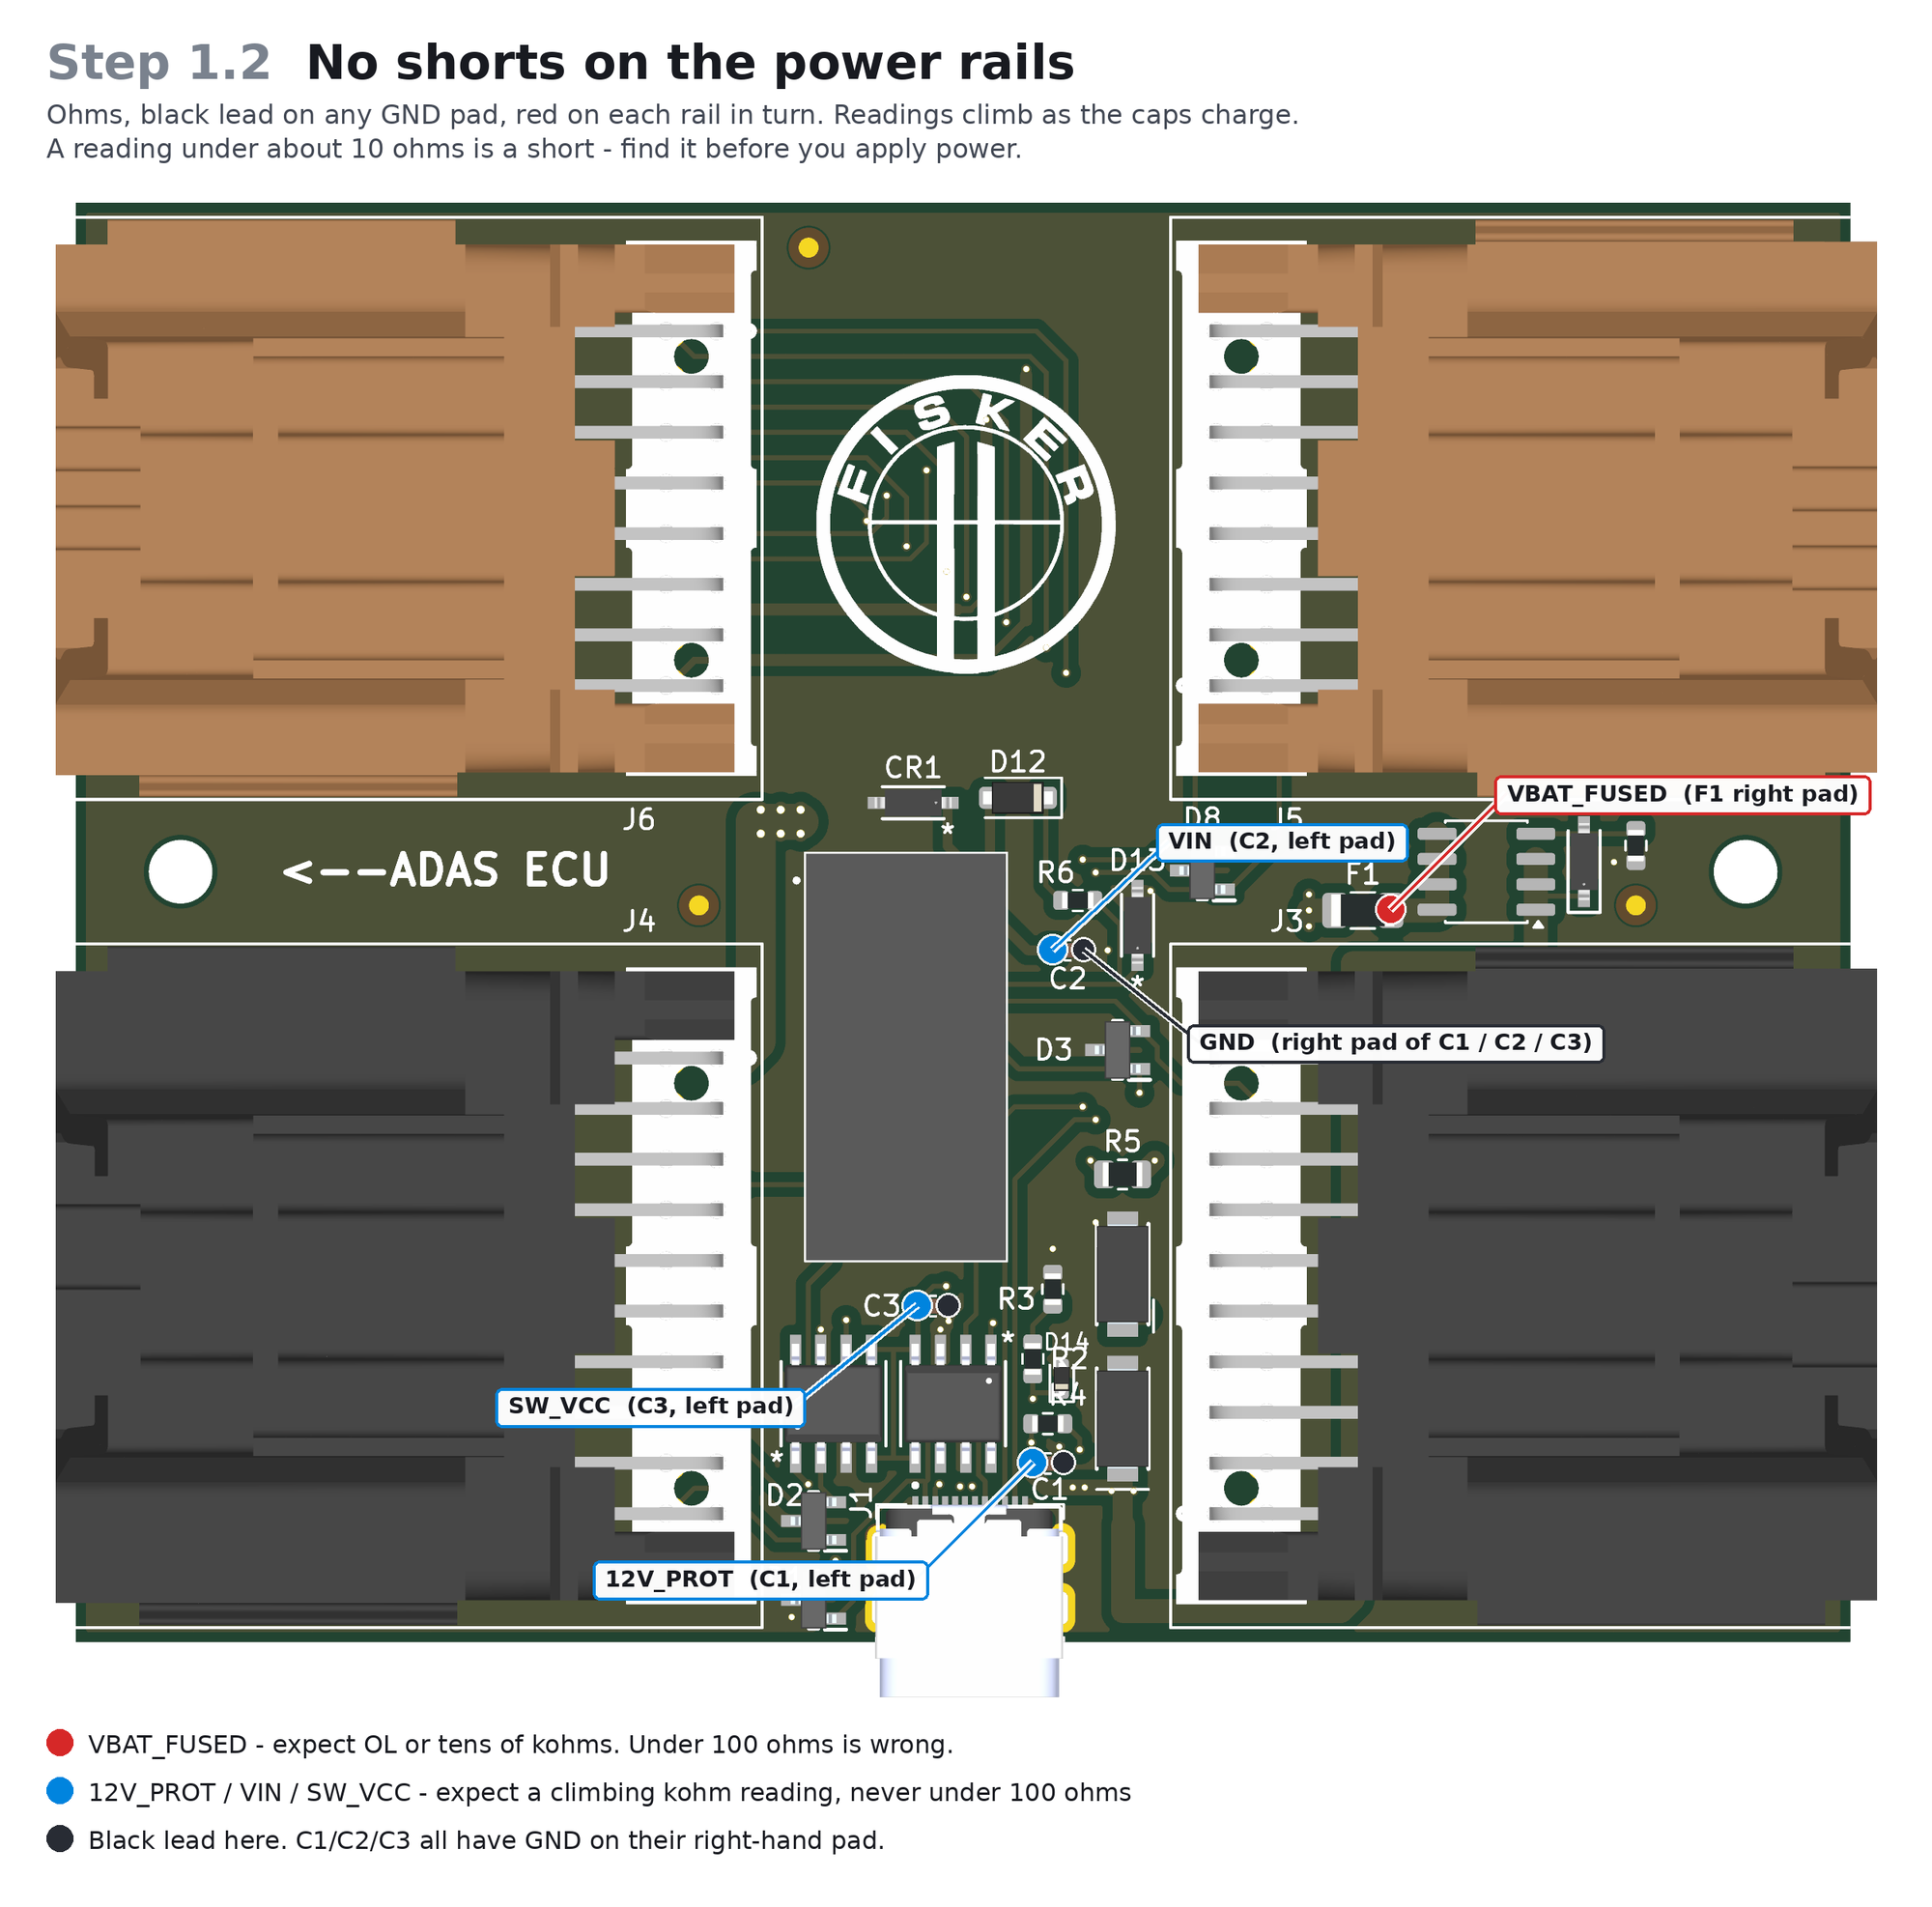 Step 1.2 No shorts on the power rails
Ohms, black lead on any GND pad, red on each rail in turn. Readings climb as the caps charge.
A reading under about 10 ohms is a short - find it before you apply power.
FISKER
CR1
D12
*
J6
D8
J5
VBAT_FUSED (F1 right pad)
VIN (C2, left pad)
<--ADAS ECU
R6
D13
F1
J4
J3
C2
*
GND (right pad of C1 / C2 / C3)
D3
R5
C3
R3
*
D14
R2
R4
SW_VCC (C3, left pad)
*
D2
J1
C1
12V_PROT (C1, left pad)
VBAT_FUSED - expect OL or tens of kohms. Under 100 ohms is wrong.
12V_PROT / VIN / SW_VCC - expect a climbing kohm reading, never under 100 ohms
Black lead here. C1/C2/C3 all have GND on their right-hand pad.